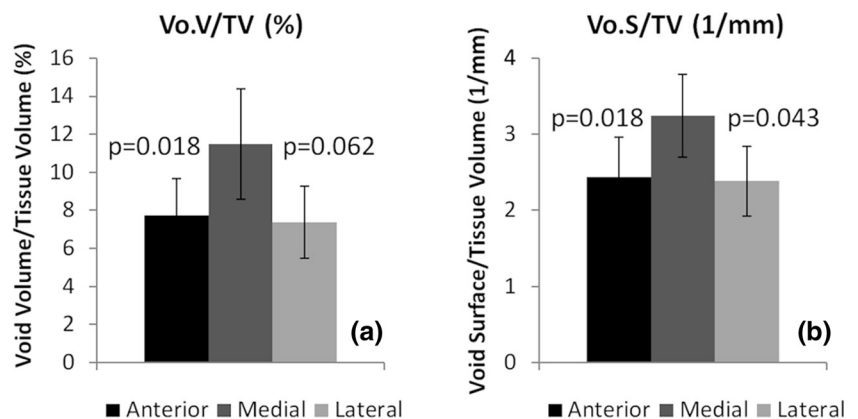 Vo.V/TV (%)
Void Volume/Tissue Volume (%)
16
14
12
10
8
6
4
2
0
p=0.018
p=0.062
(a)
Anterior Medial Lateral
Vo.S/TV (1/mm)
Void Surface/Tissue Volume (1/mm)
4
3
2
1
0
p=0.018
p=0.043
(b)
Anterior Medial Lateral